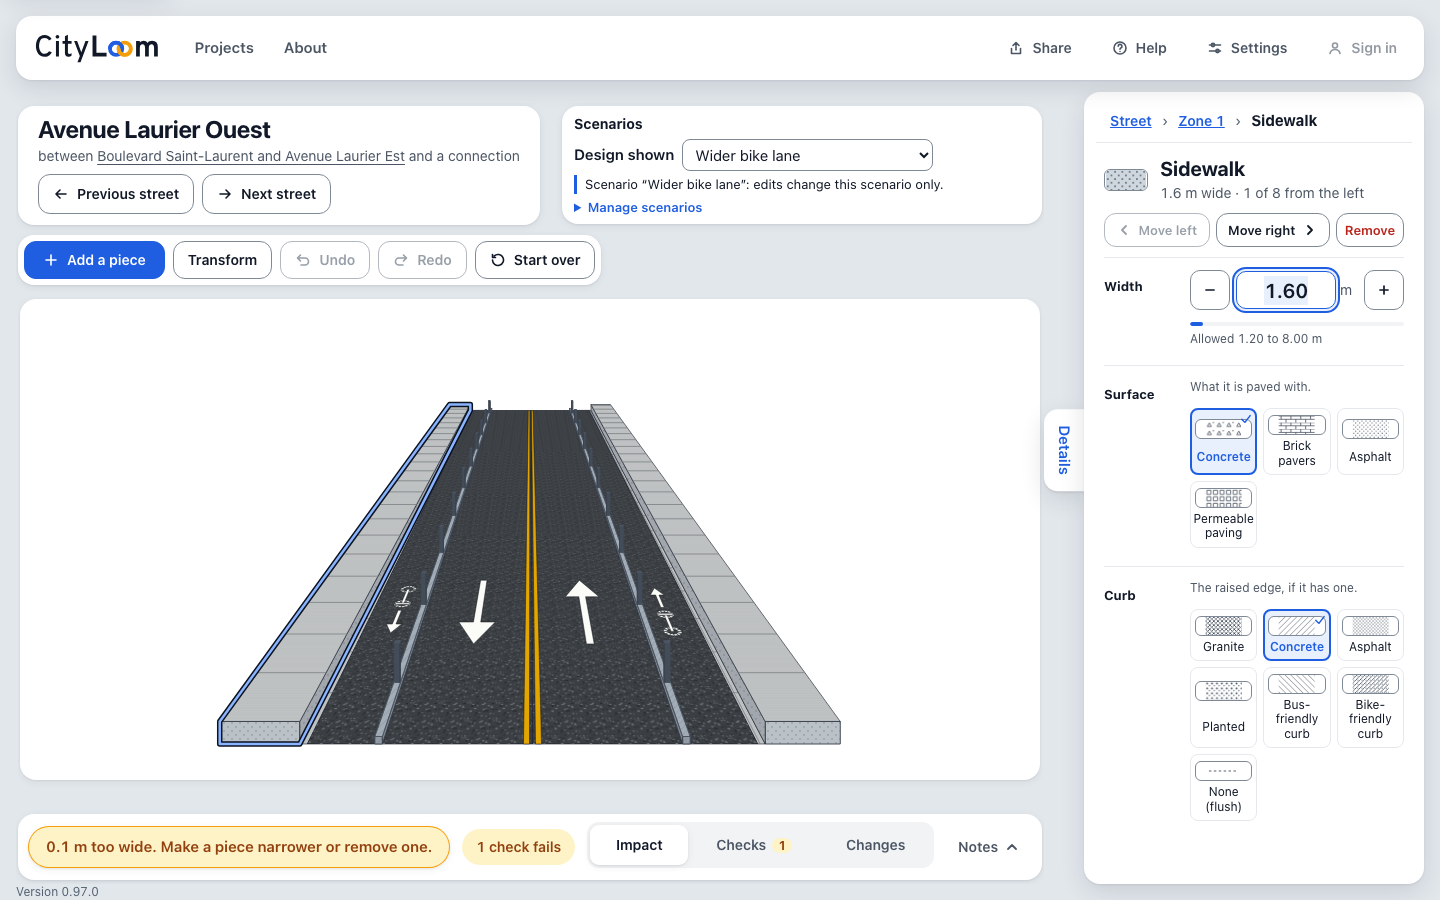 CityLoom
Projects
About
Share
Help
Settings
Sign in
Avenue Laurier Ouest
between Boulevard Saint-Laurent and Avenue Laurier Est and a connection
Previous street
Next street
Scenarios
Design shown
Wider bike lane
Scenario “Wider bike lane”: edits change this scenario only.
Manage scenarios
Add a piece
Transform
Undo
Redo
Start over
Details
Street › Zone 1 › Sidewalk
Sidewalk
1.6 m wide · 1 of 8 from the left
Move left
Move right
Remove
Width
1.60
m
Allowed 1.20 to 8.00 m
Surface
What it is paved with.
Concrete
Brick
pavers
Asphalt
Permeable
paving
Curb
The raised edge, if it has one.
Granite
Concrete
Asphalt
Planted
Bus-
friendly
curb
Bike-
friendly
curb
None
(flush)
0.1 m too wide. Make a piece narrower or remove one.
1 check fails
Impact
Checks 1
Changes
Notes
Version 0.97.0